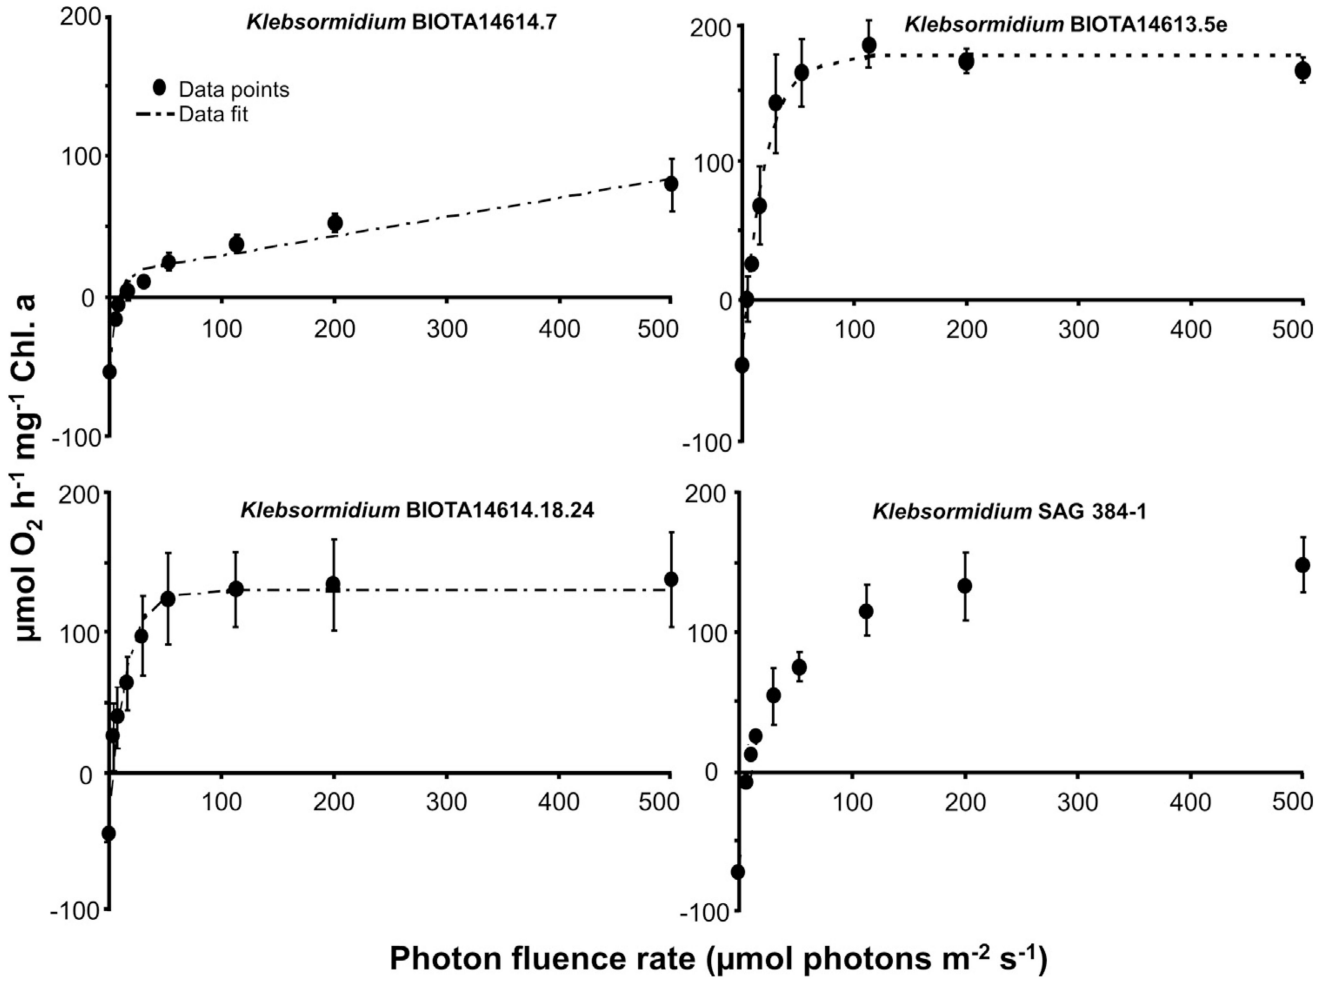 Klebsormidium BIOTA14614.7
Data points
Data fit
200
100
0
-100
100 200 300 400 500
Klebsormidium BIOTA14613.5e
200
100
0
-100
100 200 300 400 500
µmol O₂ h⁻¹ mg⁻¹ Chl. a
Klebsormidium BIOTA14614.18.24
200
100
0
-100
100 200 300 400 500
Klebsormidium SAG 384-1
200
100
0
-100
100 200 300 400 500
Photon fluence rate (µmol photons m⁻² s⁻¹)